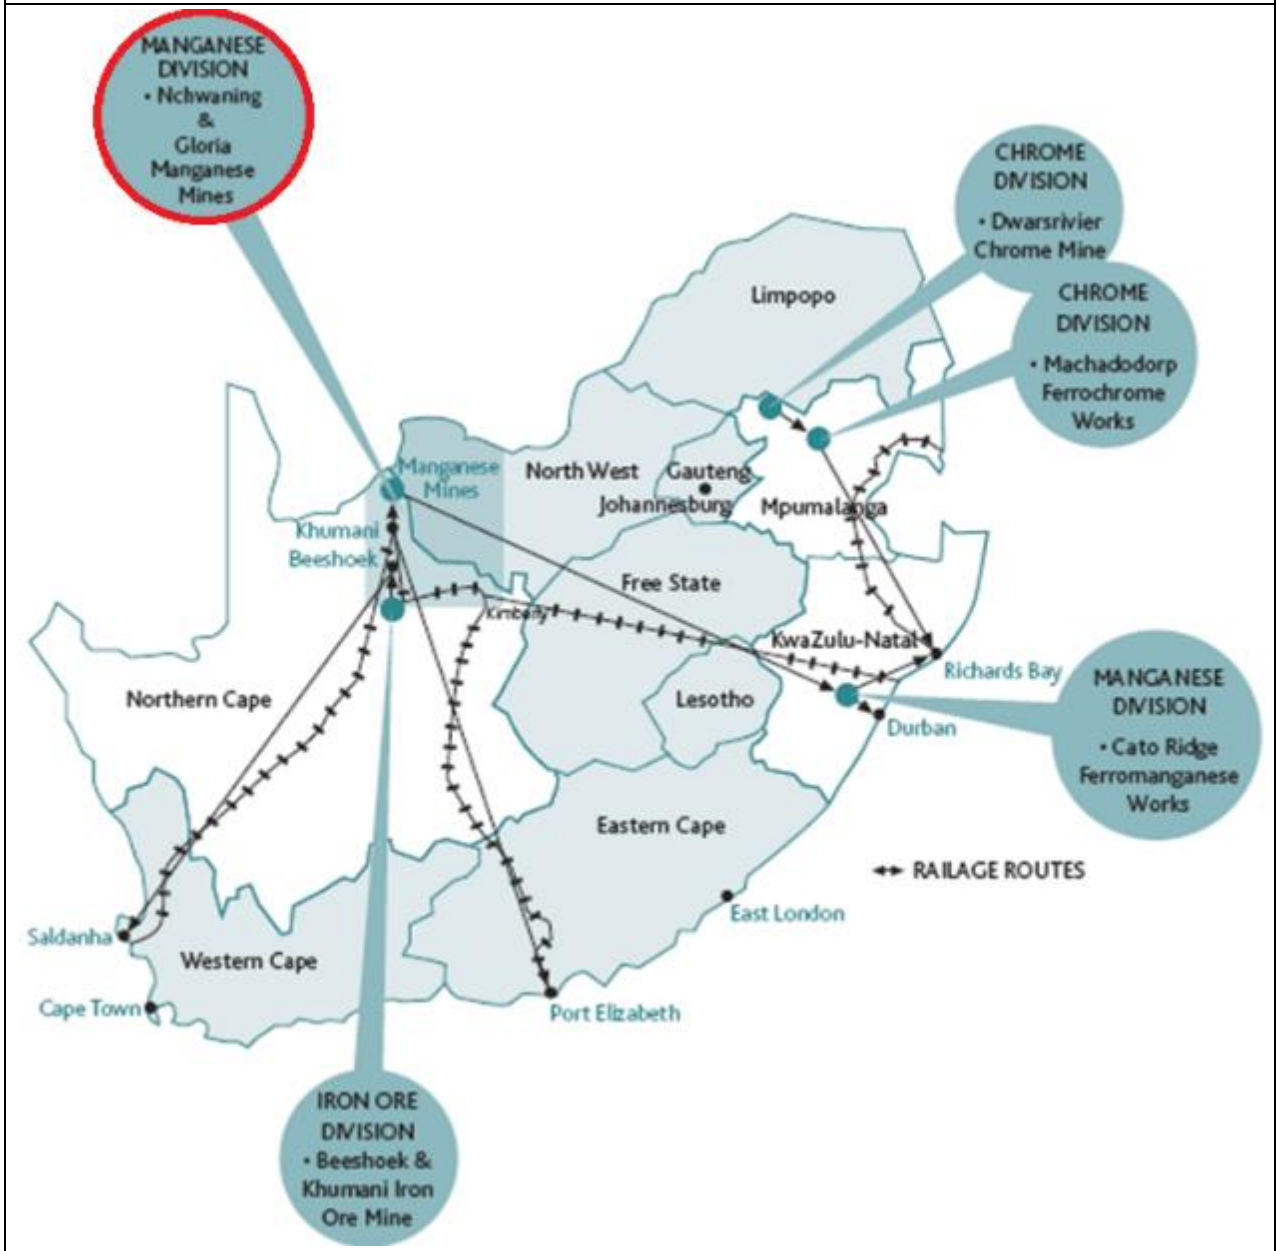 MANGANESE
DIVISION
• Nchwaning
&
Gloria
Manganese
Mines
CHROME
DIVISION
• Dwarsrivier
Chrome Mine
CHROME
DIVISION
• Machadodorp
Ferrochrome
Works
Limpopo
Manganese
Mines
North West
Gauteng
Johannesburg
Mpumalanga
Khumani
Beeshoek
Free State
Kimberly
KwaZulu-Natal
Richards Bay
Northern Cape
Lesotho
Durban
MANGANESE
DIVISION
• Cato Ridge
Ferromanganese
Works
Eastern Cape
RAILAGE ROUTES
East London
Saldanha
Western Cape
Cape Town
Port Elizabeth
IRON ORE
DIVISION
• Beeshoek &
Khumani Iron
Ore Mine